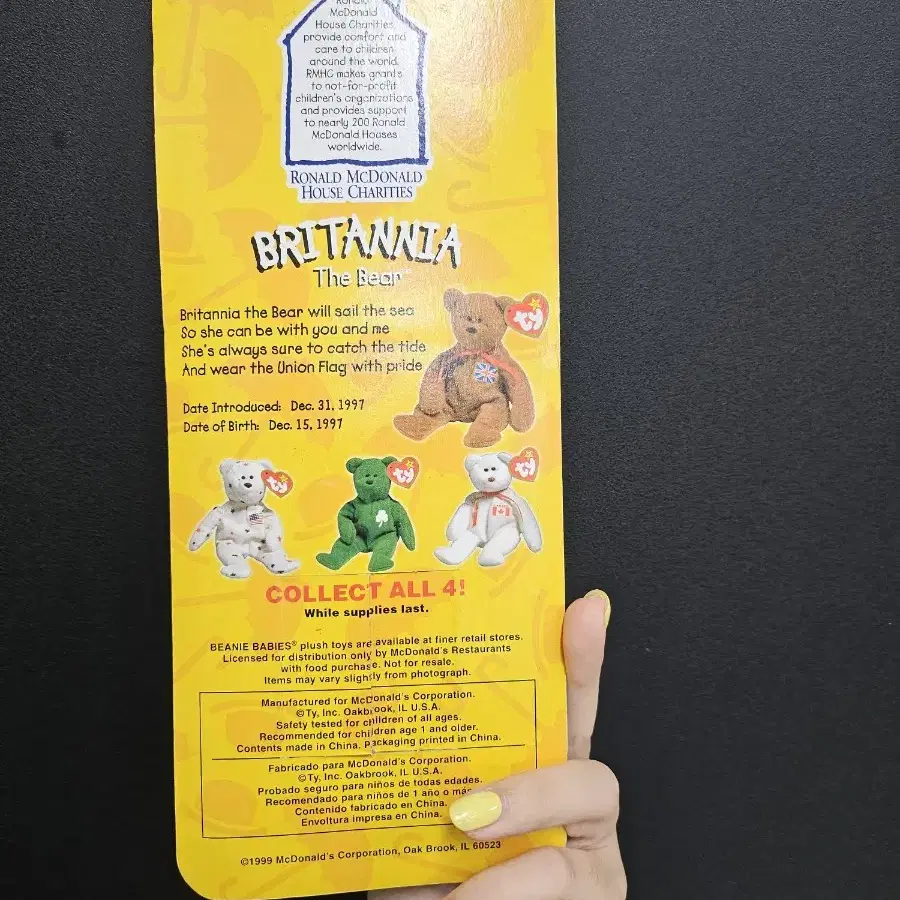 Ronald
McDonald
House Charities
provide comfort and
care to children
around the world.
RMHC makes grants
to not-for-profit
children's organizations
and provides support
to nearly 200 Ronald
McDonald Houses
worldwide.
RONALD MCDONALD
HOUSE CHARITIES
BRITANNIA
The Bear™
Britannia the Bear will sail the sea
So she can be with you and me
She's always sure to catch the tide
And wear the Union Flag with pride
Date Introduced: Dec. 31, 1997
Date of Birth: Dec. 15, 1997
ty
ty
ty
ty
COLLECT ALL 4!
While supplies last.
BEANIE BABIES® plush toys are available at finer retail stores.
Licensed for distribution only by McDonald's Restaurants
with food purchase. Not for resale.
Items may vary slightly from photograph.
Manufactured for McDonald's Corporation.
©Ty, Inc. Oakbrook, IL U.S.A.
Safety tested for children of all ages.
Recommended for children age 1 and older.
Contents made in China. Packaging printed in China.
Fabricado para McDonald's Corporation.
©Ty, Inc. Oakbrook, IL U.S.A.
Probado seguro para niños de todas edades.
Recomendado para niños de 1 año o más
Contenido fabricado en China.
Envoltura impresa en China.
©1999 McDonald's Corporation, Oak Brook, IL 60523